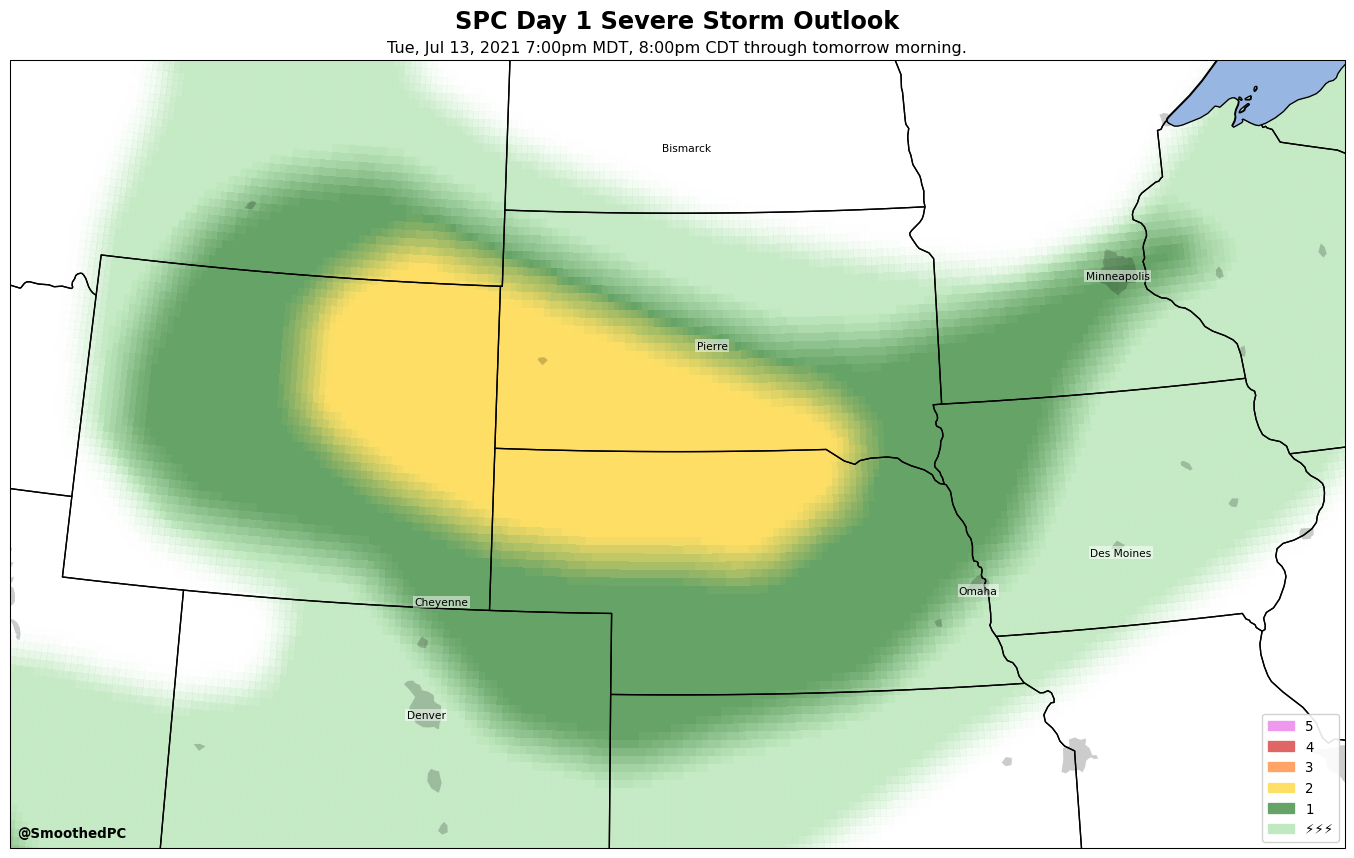 SPC Day 1 Severe Storm Outlook
Tue, Jul 13, 2021 7:00pm MDT, 8:00pm CDT through tomorrow morning.
Bismarck
Minneapolis
Pierre
Des Moines
Omaha
Cheyenne
Denver
5
4
3
2
1
⚡⚡⚡
@SmoothedPC